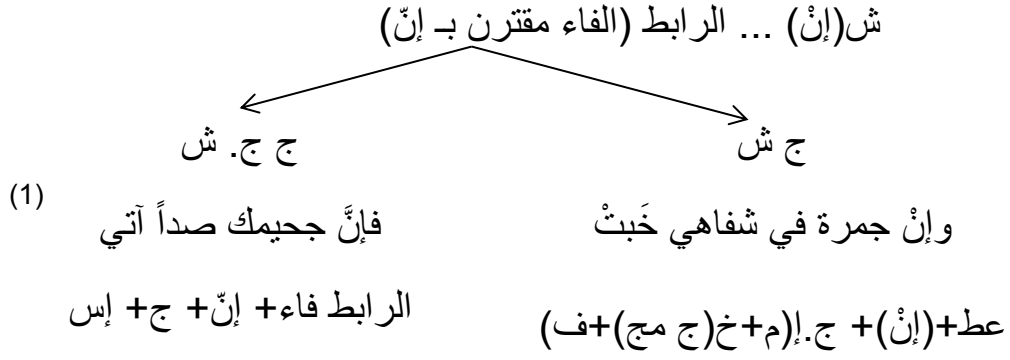 ش(إنْ) ... الرابط (الفاء مقترن بـ إنّ)
ج ش
ج ج. ش
وإنْ جمرة في شفاهي خَبتْ
فإنَّ جحيمك صداً آتي
(1)
عط+(إنْ)+ ج.إ(م+خ(ج مج)+ف)
الرابط فاء+ إنّ+ ج+ إس